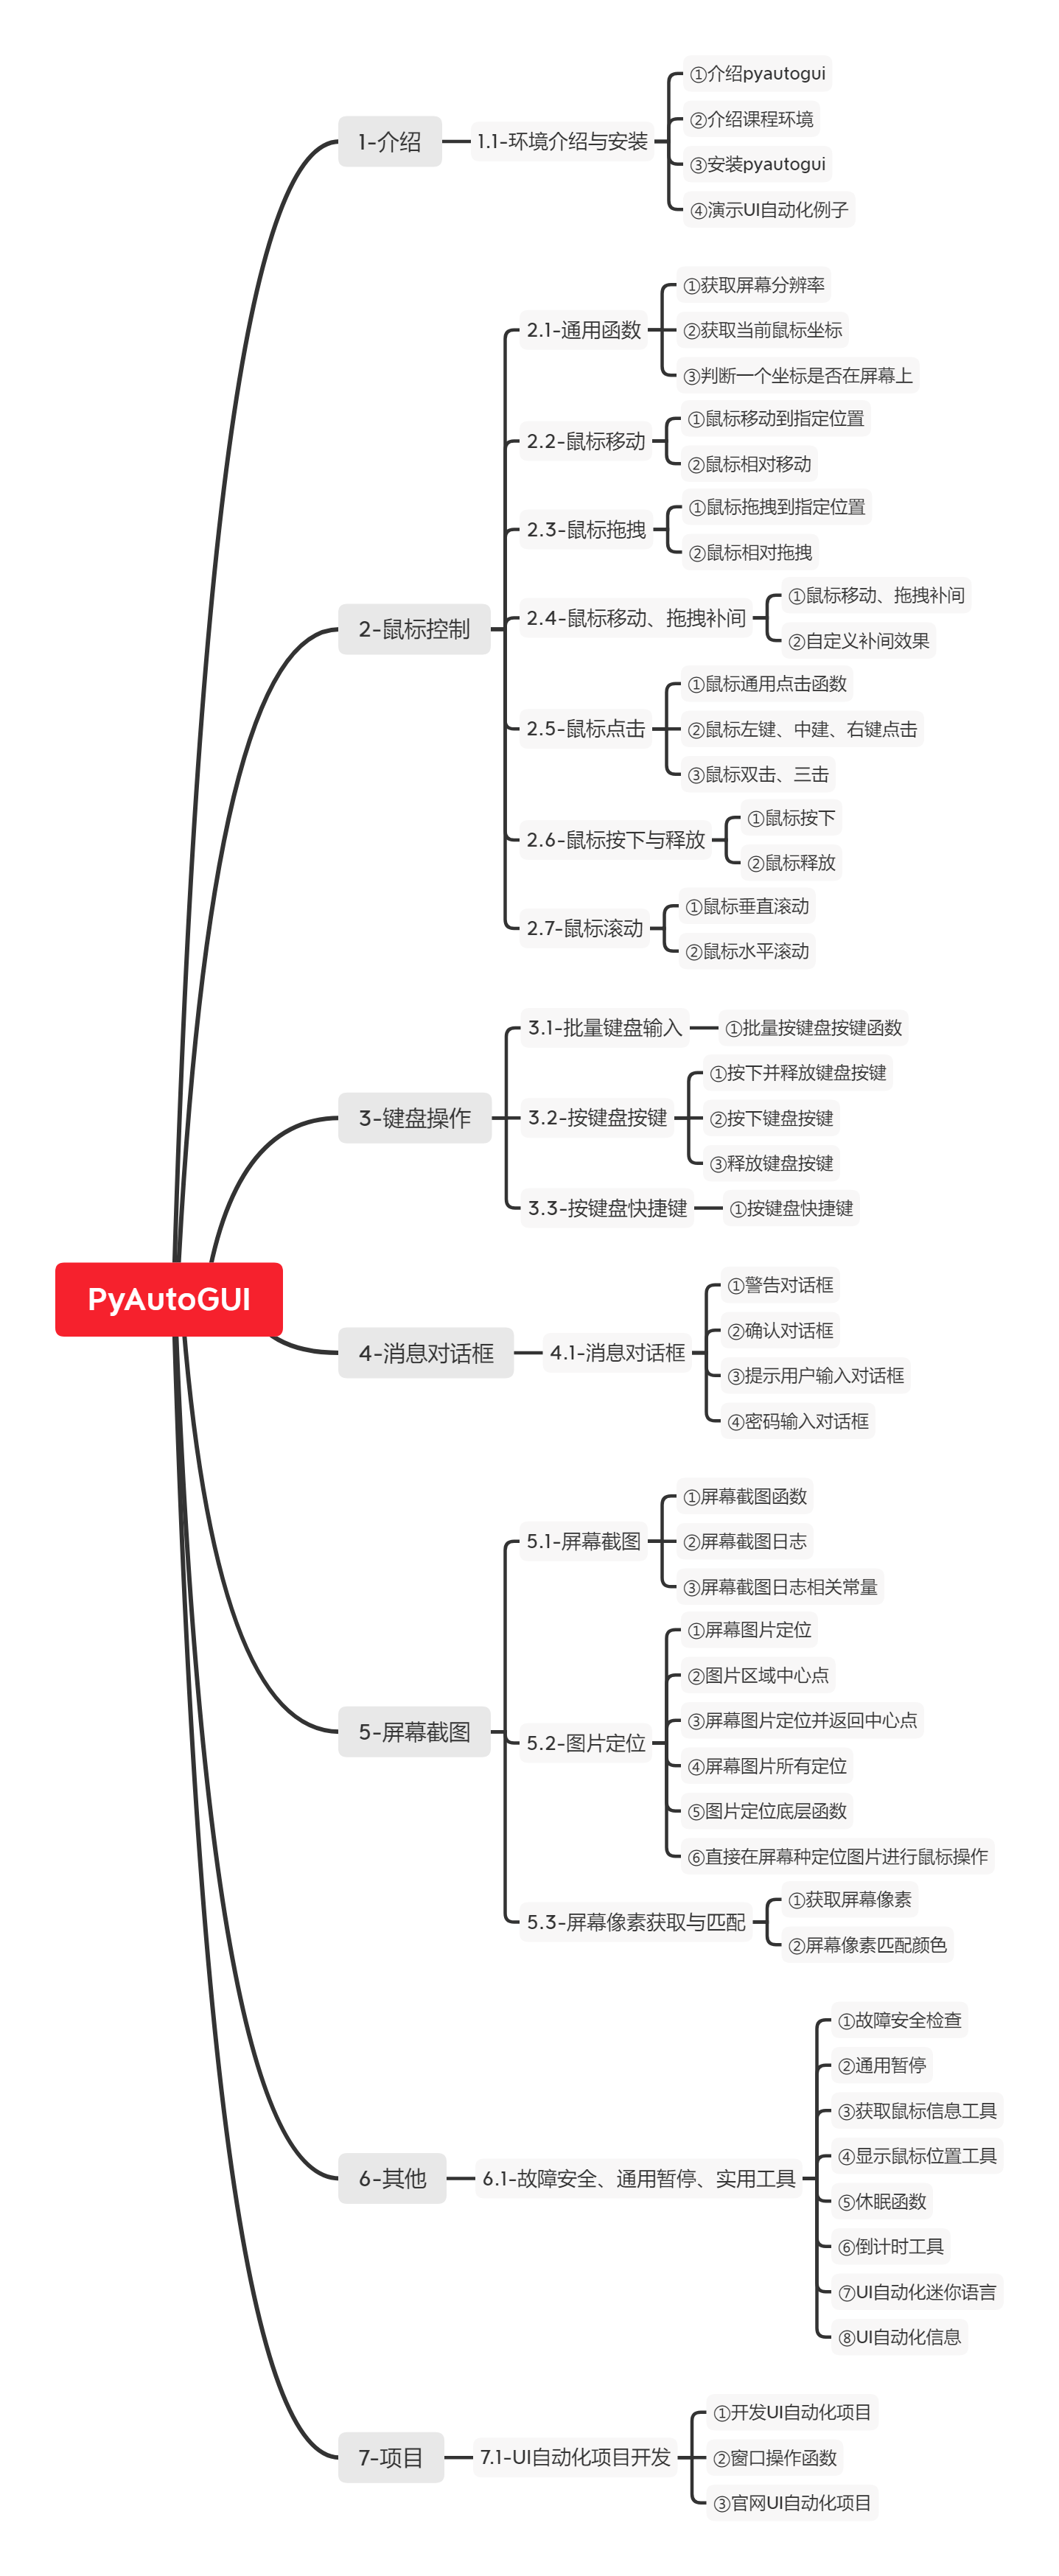 PyAutoGUI
1-介绍
1.1-环境介绍与安装
①介绍pyautogui
②介绍课程环境
③安装pyautogui
④演示UI自动化例子
2-鼠标控制
2.1-通用函数
①获取屏幕分辨率
②获取当前鼠标坐标
③判断一个坐标是否在屏幕上
2.2-鼠标移动
①鼠标移动到指定位置
②鼠标相对移动
2.3-鼠标拖拽
①鼠标拖拽到指定位置
②鼠标相对拖拽
2.4-鼠标移动、拖拽补间
①鼠标移动、拖拽补间
②自定义补间效果
2.5-鼠标点击
①鼠标通用点击函数
②鼠标左键、中建、右键点击
③鼠标双击、三击
2.6-鼠标按下与释放
①鼠标按下
②鼠标释放
2.7-鼠标滚动
①鼠标垂直滚动
②鼠标水平滚动
3-键盘操作
3.1-批量键盘输入
①批量按键盘按键函数
3.2-按键盘按键
①按下并释放键盘按键
②按下键盘按键
③释放键盘按键
3.3-按键盘快捷键
①按键盘快捷键
4-消息对话框
4.1-消息对话框
①警告对话框
②确认对话框
③提示用户输入对话框
④密码输入对话框
5-屏幕截图
5.1-屏幕截图
①屏幕截图函数
②屏幕截图日志
③屏幕截图日志相关常量
5.2-图片定位
①屏幕图片定位
②图片区域中心点
③屏幕图片定位并返回中心点
④屏幕图片所有定位
⑤图片定位底层函数
⑥直接在屏幕种定位图片进行鼠标操作
5.3-屏幕像素获取与匹配
①获取屏幕像素
②屏幕像素匹配颜色
6-其他
6.1-故障安全、通用暂停、实用工具
①故障安全检查
②通用暂停
③获取鼠标信息工具
④显示鼠标位置工具
⑤休眠函数
⑥倒计时工具
⑦UI自动化迷你语言
⑧UI自动化信息
7-项目
7.1-UI自动化项目开发
①开发UI自动化项目
②窗口操作函数
③官网UI自动化项目